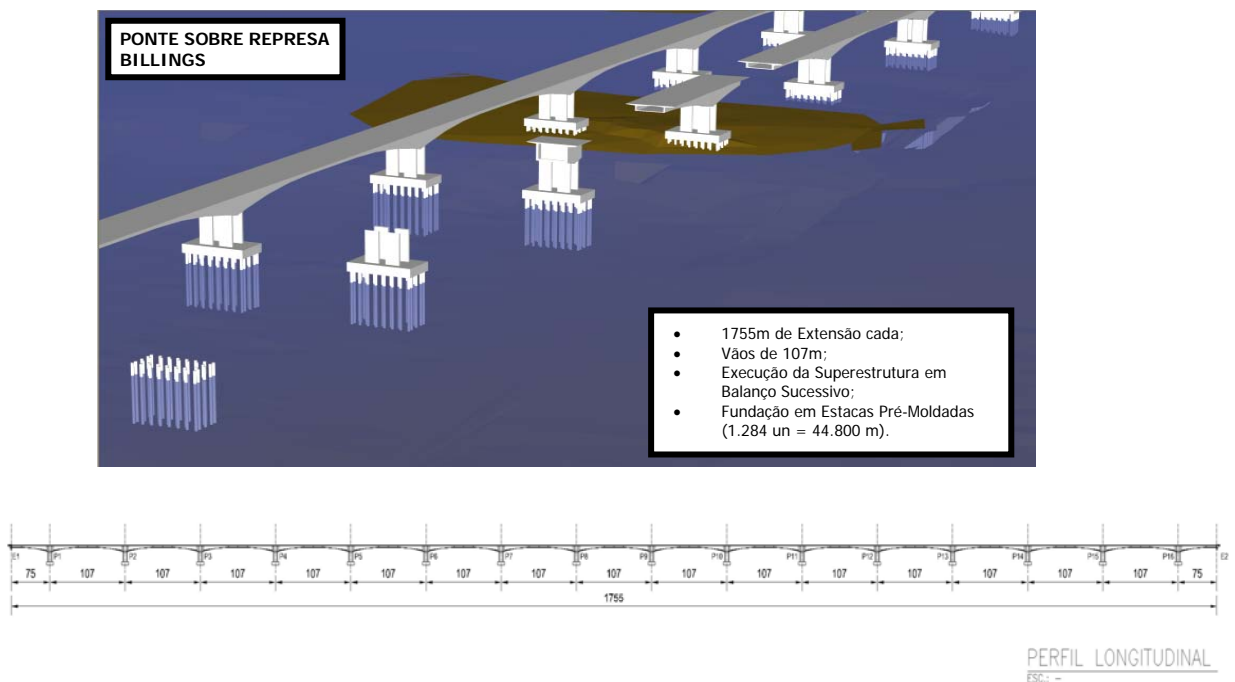 PONTE SOBRE REPRESA
BILLINGS
• 1755m de Extensão cada;
• Vãos de 107m;
• Execução da Superestrutura em
Balanço Sucessivo;
• Fundação em Estacas Pré-Moldadas
(1.284 un = 44.800 m).
E1 P1 P2 P3 P4 P5 P6 P7 P8 P9 P10 P11 P12 P13 P14 P15 P16 E2
75 107 107 107 107 107 107 107 107 107 107 107 107 107 107 107 75
1755
PERFIL LONGITUDINAL
ESC.: -